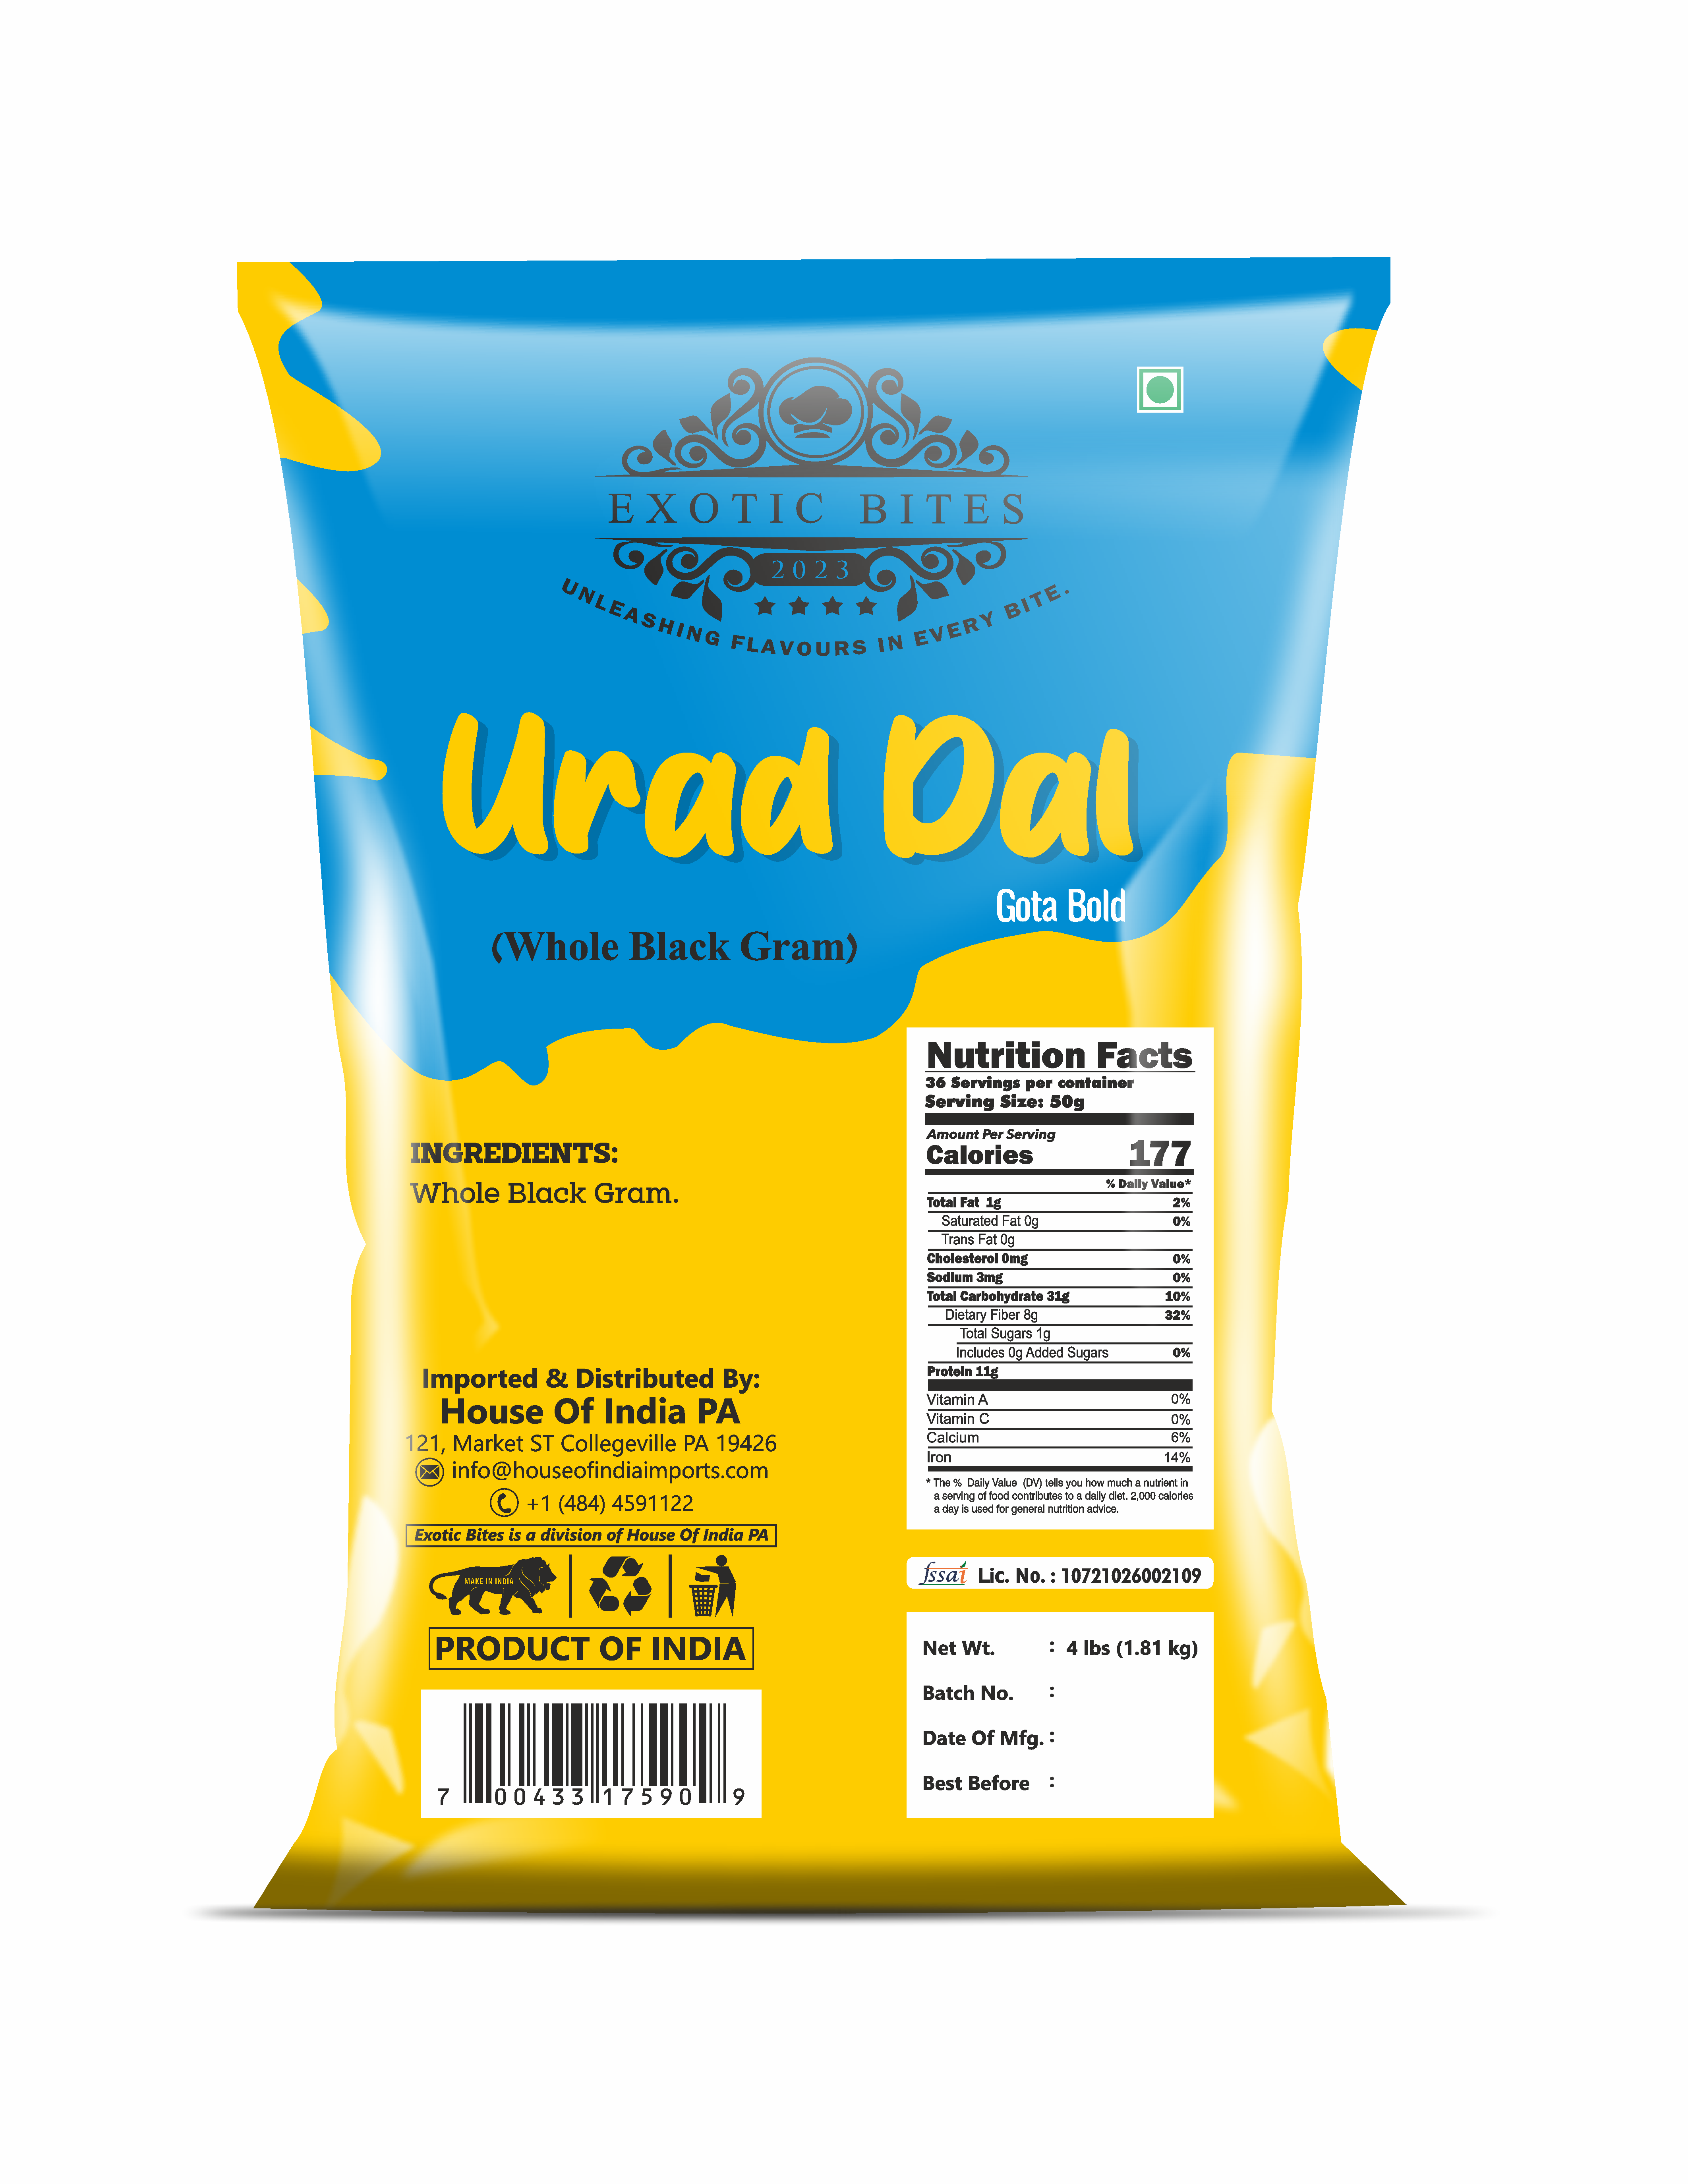 EXOTIC BITES
2023
UNLEASHING FLAVOURS IN EVERY BITE.
Urad Dal
Gota Bold
(Whole Black Gram)
INGREDIENTS:
Whole Black Gram.
Imported & Distributed By:
House Of India PA
121, Market ST Collegeville PA 19426
info@houseofindiaimports.com
+1 (484) 4591122
Exotic Bites is a division of House Of India PA
MAKE IN INDIA
PRODUCT OF INDIA
7 00433 17590 9
Nutrition Facts
36 Servings per container
Serving Size: 50g
Amount Per Serving
Calories 177
% Daily Value*
Total Fat 1g 2%
Saturated Fat 0g 0%
Trans Fat 0g
Cholesterol 0mg 0%
Sodium 3mg 0%
Total Carbohydrate 31g 10%
Dietary Fiber 8g 32%
Total Sugars 1g
Includes 0g Added Sugars 0%
Protein 11g
Vitamin A 0%
Vitamin C 0%
Calcium 6%
Iron 14%
* The % Daily Value (DV) tells you how much a nutrient in
a serving of food contributes to a daily diet. 2,000 calories
a day is used for general nutrition advice.
fssai Lic. No. : 10721026002109
Net Wt. : 4 lbs (1.81 kg)
Batch No. :
Date Of Mfg. :
Best Before :